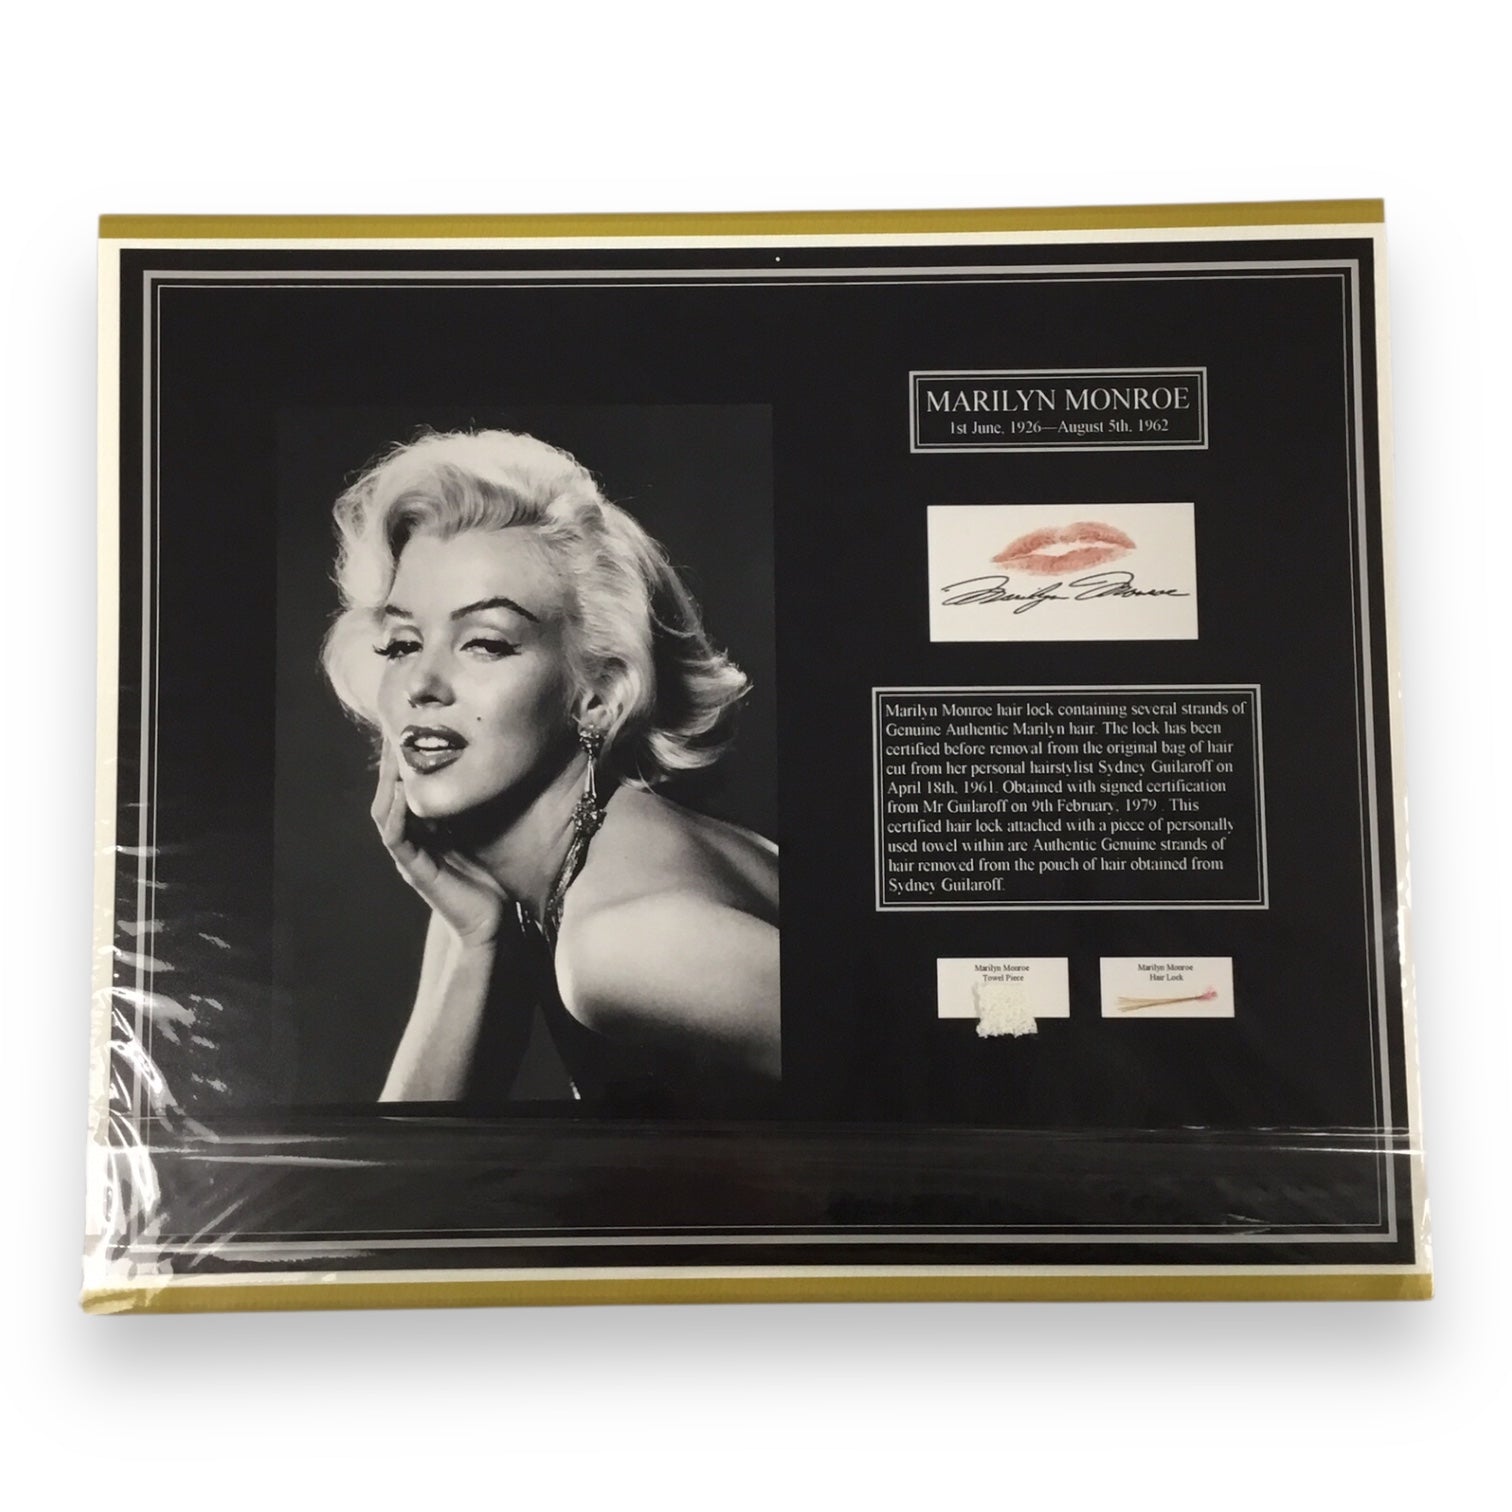 MARILYN MONROE
1st June, 1926—August 5th, 1962
Marilyn Monroe
Marilyn Monroe hair lock containing several strands of
Genuine Authentic Marilyn hair. The lock has been
certified before removal from the original bag of hair
cut from her personal hairstylist Sydney Guilaroff on
April 18th, 1961. Obtained with signed certification
from Mr Guilaroff on 9th February, 1979 . This
certified hair lock attached with a piece of personally
used towel within are Authentic Genuine strands of
hair removed from the pouch of hair obtained from
Sydney Guilaroff.
Marilyn Monroe
Towel Piece
Marilyn Monroe
Hair Lock